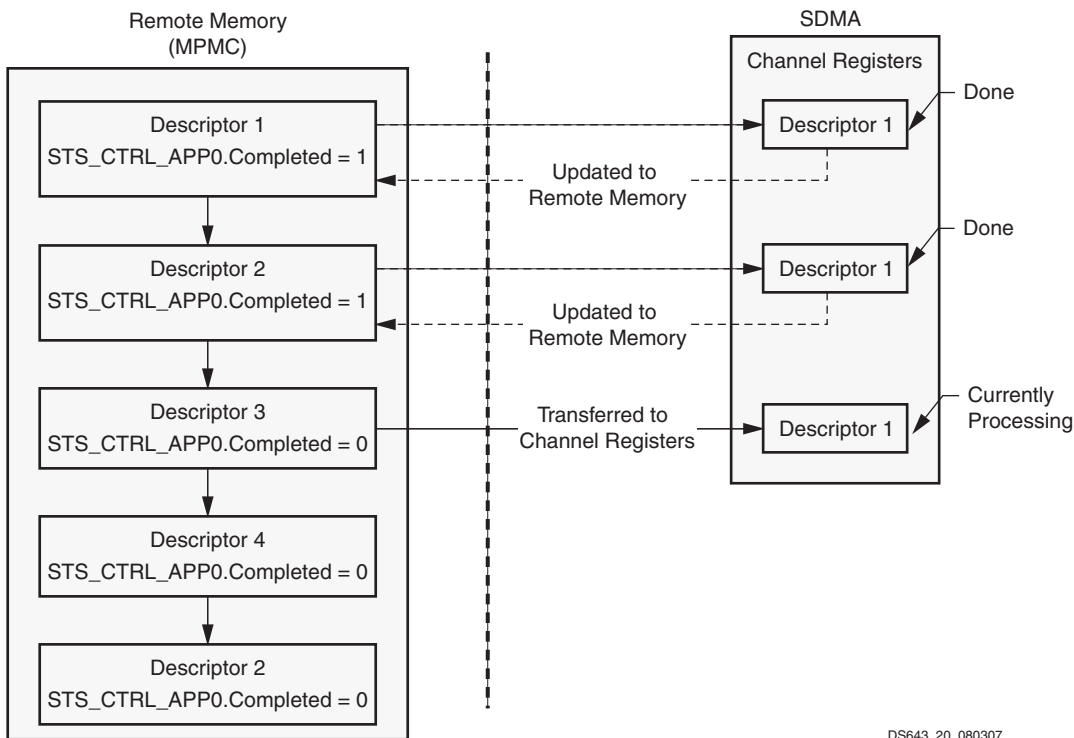 Remote Memory
(MPMC)
SDMA
Channel Registers
Descriptor 1
STS_CTRL_APP0.Completed = 1
Descriptor 1
Done
Updated to
Remote Memory
Descriptor 2
STS_CTRL_APP0.Completed = 1
Descriptor 1
Done
Updated to
Remote Memory
Descriptor 3
STS_CTRL_APP0.Completed = 0
Transferred to
Channel Registers
Descriptor 1
Currently
Processing
Descriptor 4
STS_CTRL_APP0.Completed = 0
Descriptor 2
STS_CTRL_APP0.Completed = 0
DS643_20_080307